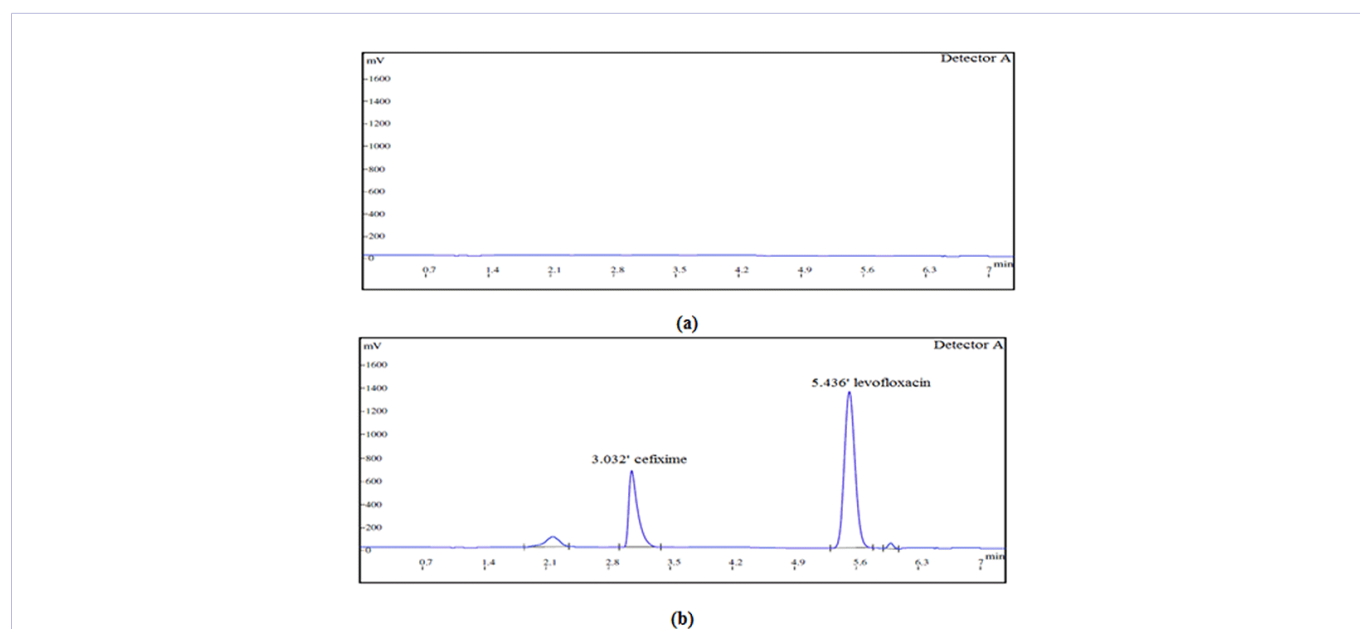 mV
Detector A
1600
1400
1200
1000
800
600
400
200
0
min
0.7 1.4 2.1 2.8 3.5 4.2 4.9 5.6 6.3 7
(a)
mV
Detector A
1600
1400
1200
1000
800
600
400
200
0
5.436' levofloxacin
3.032' cefixime
min
0.7 1.4 2.1 2.8 3.5 4.2 4.9 5.6 6.3 7
(b)